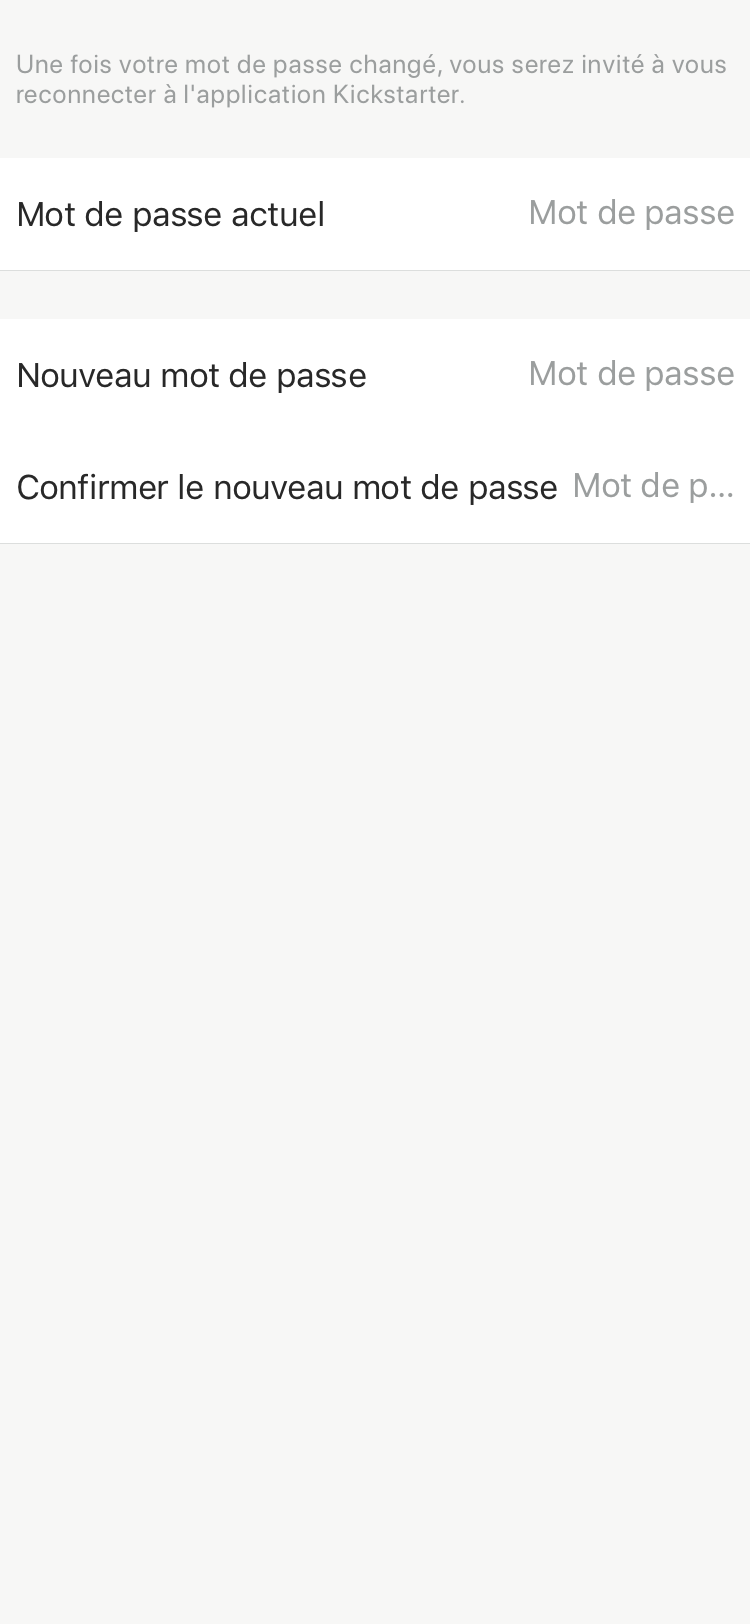 Une fois votre mot de passe changé, vous serez invité à vous
reconnecter à l'application Kickstarter.
Mot de passe actuel Mot de passe
Nouveau mot de passe Mot de passe
Confirmer le nouveau mot de passe Mot de p...